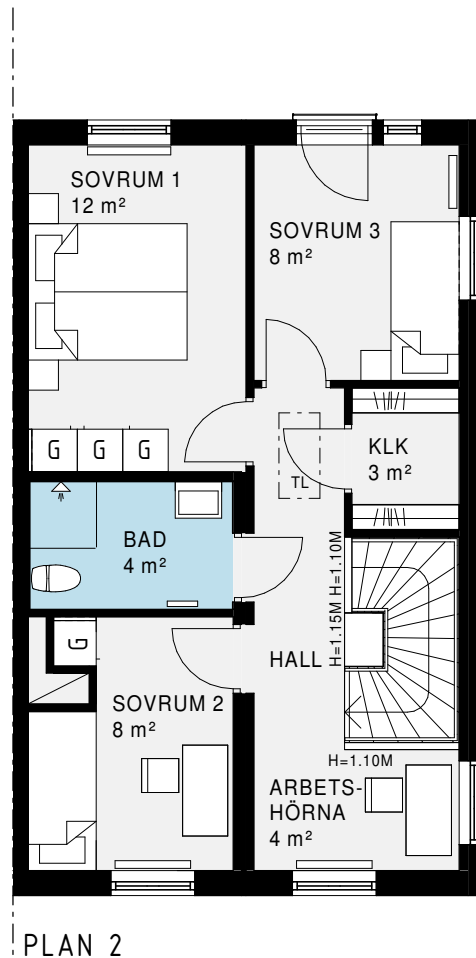 SOVRUM 1
12 m²
SOVRUM 3
8 m²
G G G
TL
KLK
3 m²
BAD
4 m²
H=1.15M H=1.10M
HALL
G
SOVRUM 2
8 m²
H=1.10M
ARBETS-
HÖRNA
4 m²
PLAN 2